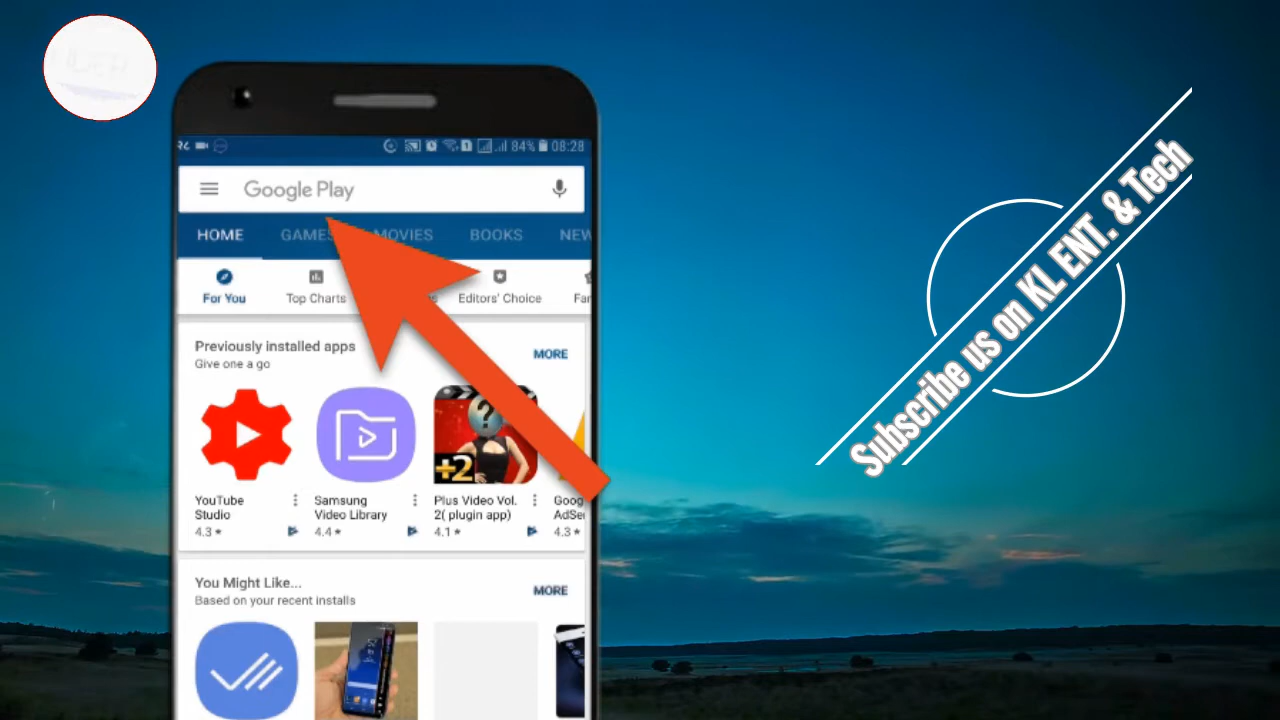 84% 08:28
Google Play
HOME GAMES MOVIES BOOKS NEW
For You Top Charts Editors' Choice
Previously installed apps
Give one a go
MORE
YouTube
Studio
4.3★
Samsung
Video Library
4.4★
Plus Video Vol.
2( plugin app)
4.1★
+2
?
Goog
AdSe
4.3★
You Might Like...
Based on your recent installs
MORE
Subscribe us on KL ENT. & Tech